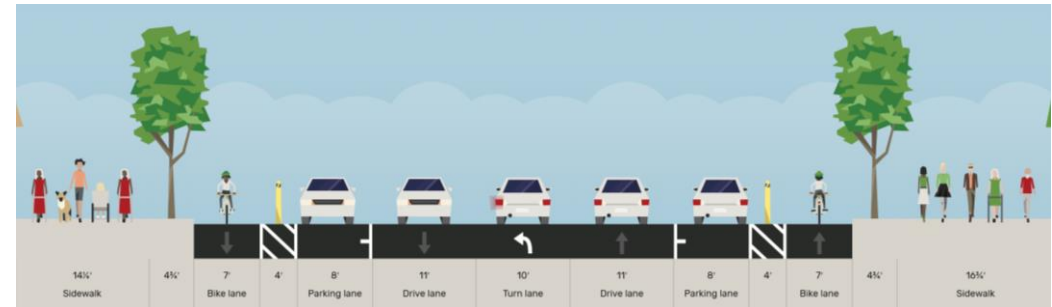 14¼' 4¾' 7' 4' 8' 11' 10' 11' 8' 4' 7' 4¾' 16¾'
Sidewalk Bike lane Parking lane Drive lane Turn lane Drive lane Parking lane Bike lane Sidewalk